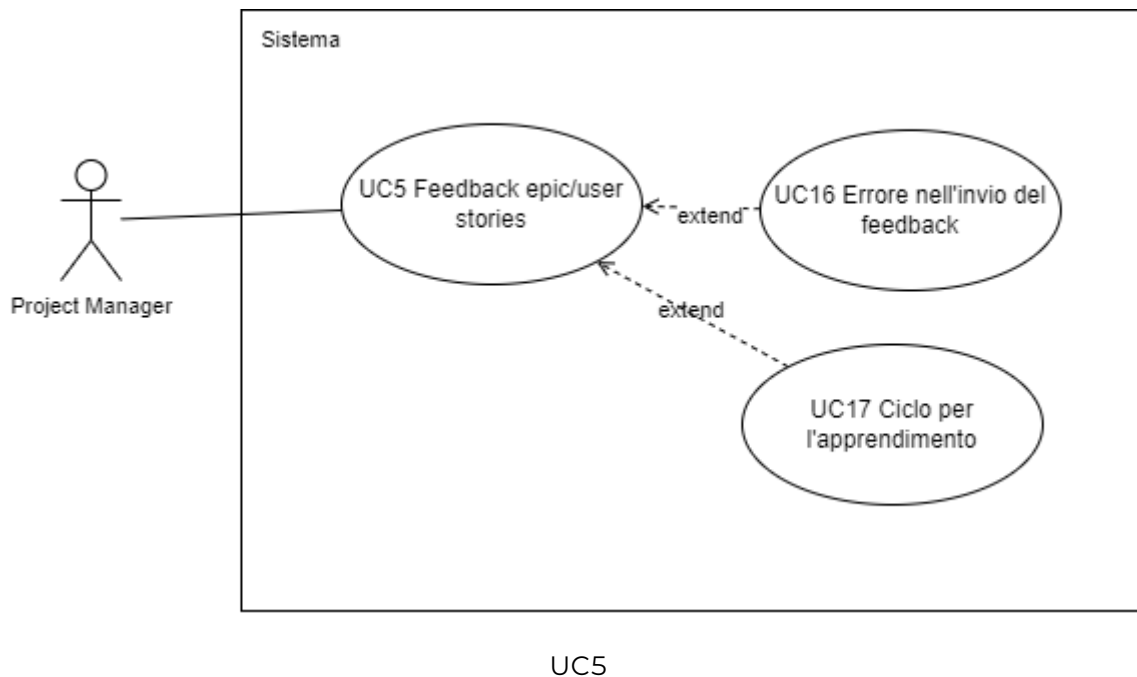 Sistema
UC5 Feedback epic/user
stories
UC16 Errore nell'invio del
feedback
extend
extend
Project Manager
UC17 Ciclo per
l'apprendimento
UC5